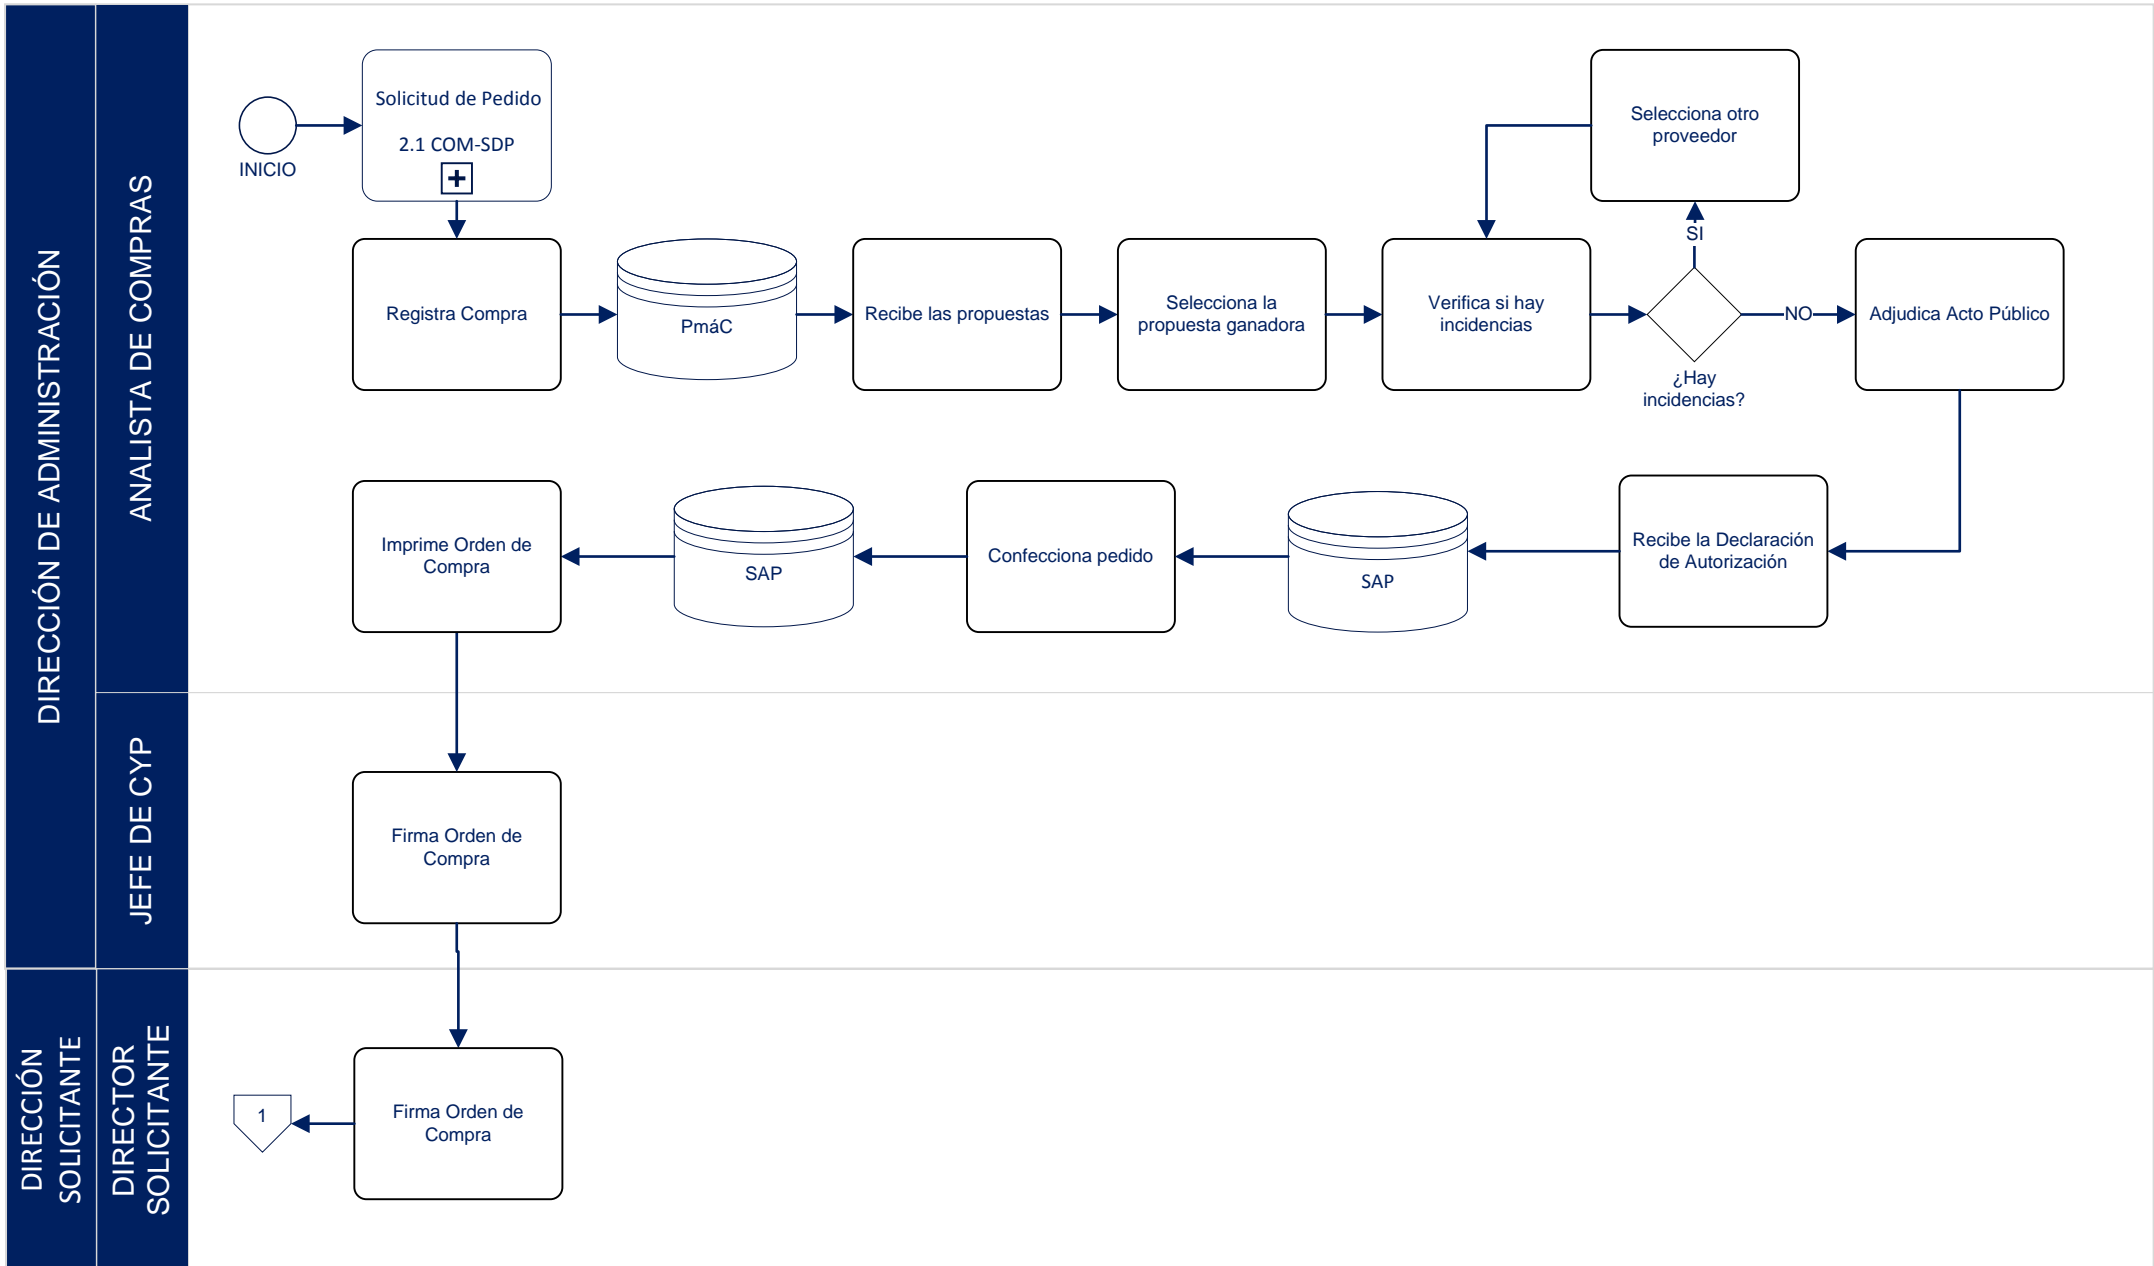 DIRECCIÓN DE ADMINISTRACIÓN
ANALISTA DE COMPRAS
INICIO
Solicitud de Pedido
2.1 COM-SDP
Selecciona otro
proveedor
Registra Compra
PmáC
Recibe las propuestas
Selecciona la
propuesta ganadora
Verifica si hay
incidencias
SI
¿Hay
incidencias?
NO
Adjudica Acto Público
Recibe la Declaración
de Autorización
SAP
Confecciona pedido
SAP
Imprime Orden de
Compra
JEFE DE CYP
Firma Orden de
Compra
DIRECCIÓN
SOLICITANTE
DIRECTOR
SOLICITANTE
Firma Orden de
Compra
1